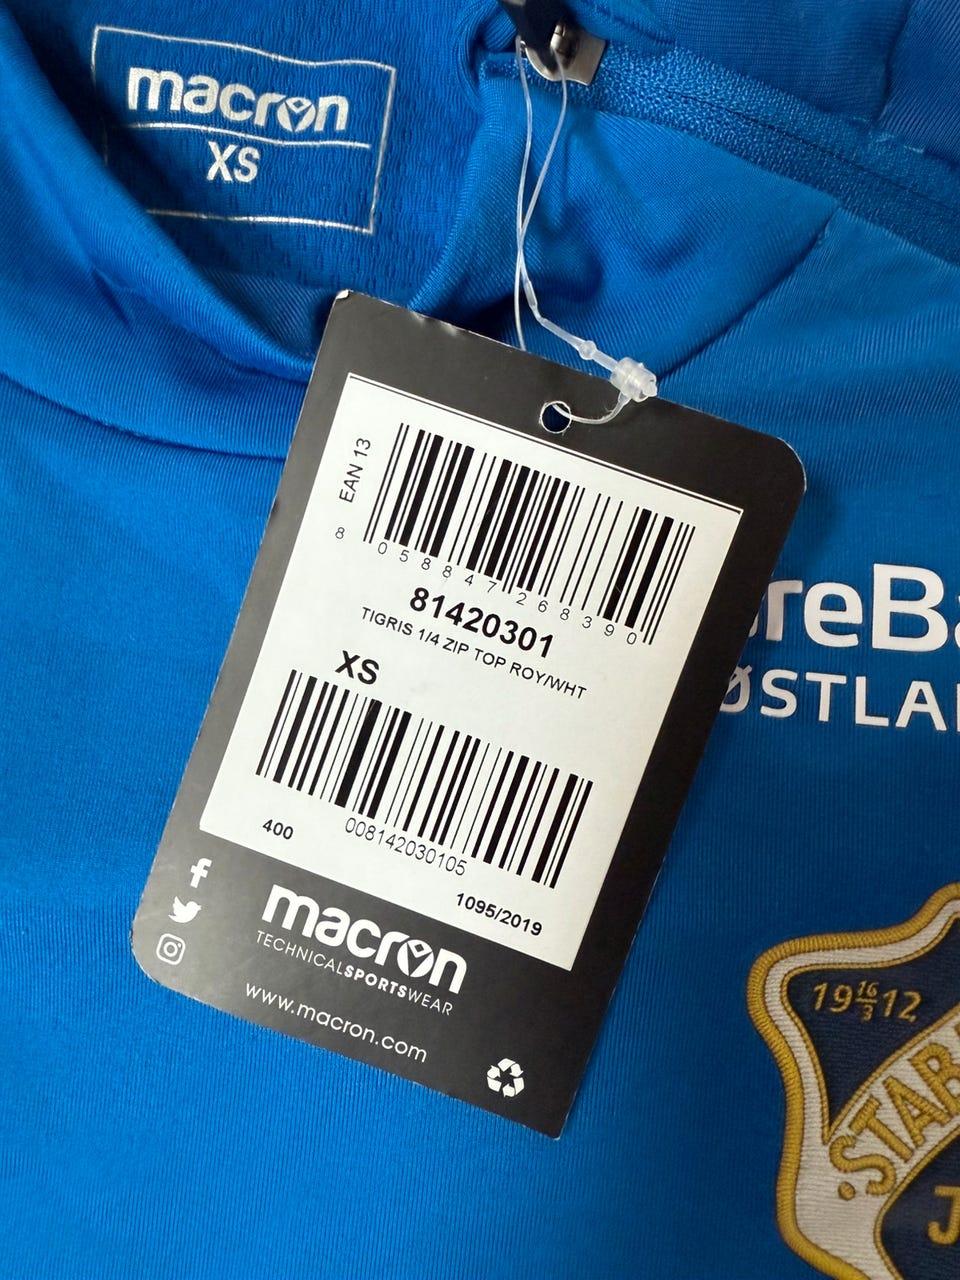 macron
XS
EAN 13
8 058847 268390
81420301
TIGRIS 1/4 ZIP TOP ROY/WHT
XS
008142030105
400
1095/2019
macron
TECHNICALSPORTSWEAR
www.macron.com
reBa
ØSTLA
19 16/3 12
STAB
J